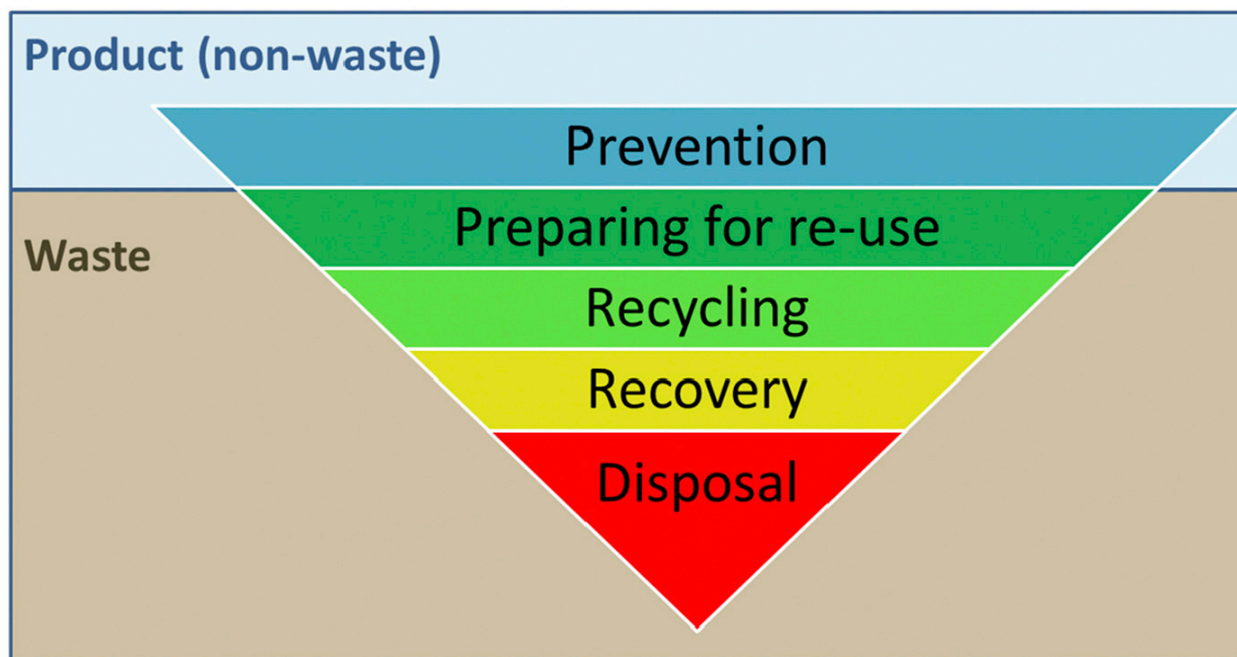 Product (non-waste)
Prevention
Preparing for re-use
Waste
Recycling
Recovery
Disposal